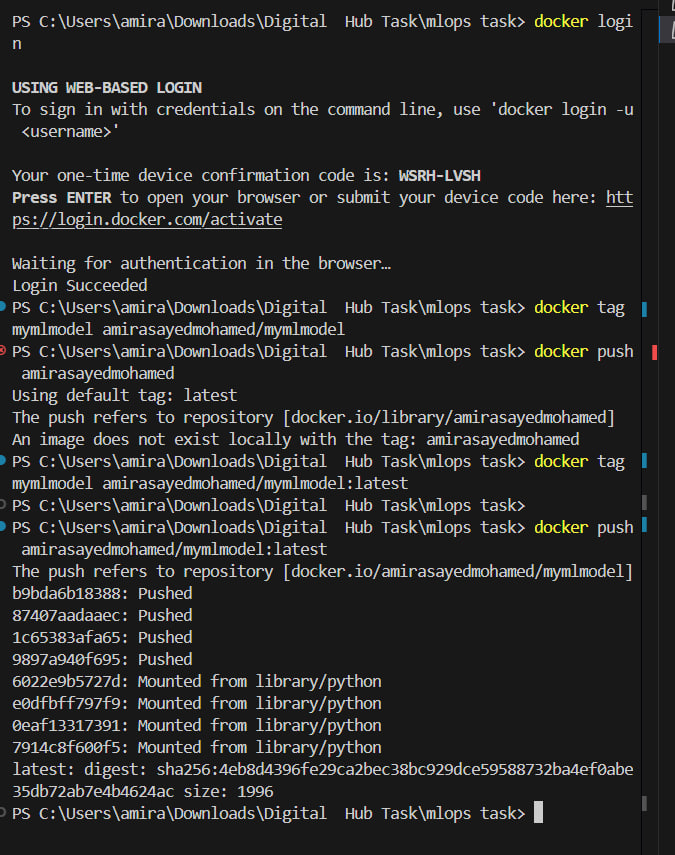 PS C:\Users\amira\Downloads\Digital  Hub Task\mlops task> docker logi
n
USING WEB-BASED LOGIN
To sign in with credentials on the command line, use 'docker login -u
 <username>'
Your one-time device confirmation code is: WSRH-LVSH
Press ENTER to open your browser or submit your device code here: htt
ps://login.docker.com/activate
Waiting for authentication in the browser…
Login Succeeded
PS C:\Users\amira\Downloads\Digital  Hub Task\mlops task> docker tag
mymlmodel amirasayedmohamed/mymlmodel
PS C:\Users\amira\Downloads\Digital  Hub Task\mlops task> docker push
 amirasayedmohamed
Using default tag: latest
The push refers to repository [docker.io/library/amirasayedmohamed]
An image does not exist locally with the tag: amirasayedmohamed
PS C:\Users\amira\Downloads\Digital  Hub Task\mlops task> docker tag
mymlmodel amirasayedmohamed/mymlmodel:latest
PS C:\Users\amira\Downloads\Digital  Hub Task\mlops task>
PS C:\Users\amira\Downloads\Digital  Hub Task\mlops task> docker push
 amirasayedmohamed/mymlmodel:latest
The push refers to repository [docker.io/amirasayedmohamed/mymlmodel]
b9bda6b18388: Pushed
87407aadaaec: Pushed
1c65383afa65: Pushed
9897a940f695: Pushed
6022e9b5727d: Mounted from library/python
e0dfbff797f9: Mounted from library/python
0eaf13317391: Mounted from library/python
7914c8f600f5: Mounted from library/python
latest: digest: sha256:4eb8d4396fe29ca2bec38bc929dce59588732ba4ef0abe
35db72ab7e4b4624ac size: 1996
PS C:\Users\amira\Downloads\Digital  Hub Task\mlops task>